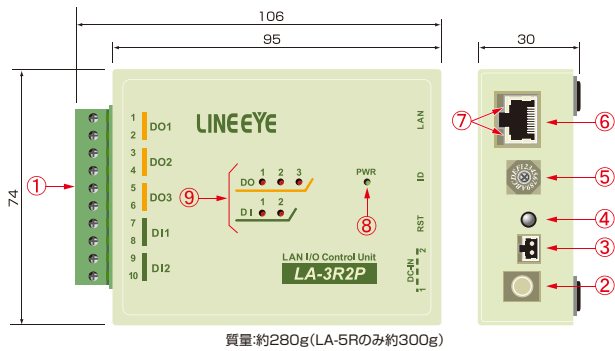 106
95
30
74
1 DO1
2
3 DO2
4
5 DO3
6
7 DI1
8
9 DI2
10
LINEEYE
1 2 3
DO
1 2
DI
PWR
LAN I/O Control Unit
LA-3R2P
LAN
ID
RST
DC-IN
2
1
①
⑨
⑧
⑦
⑥
⑤
④
③
②
質量:約280g(LA-5Rのみ約300g)